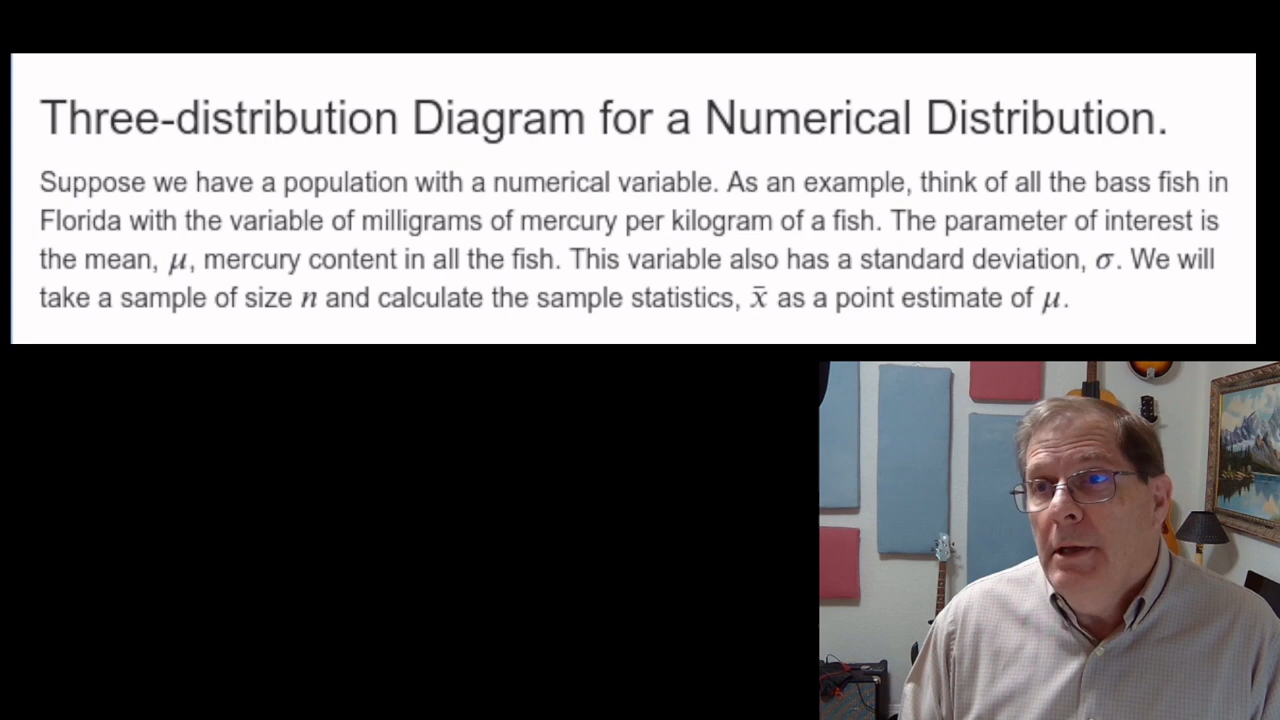 Three-distribution Diagram for a Numerical Distribution.
Suppose we have a population with a numerical variable. As an example, think of all the bass fish in
Florida with the variable of milligrams of mercury per kilogram of a fish. The parameter of interest is
the mean, μ, mercury content in all the fish. This variable also has a standard deviation, σ. We will
take a sample of size n and calculate the sample statistics, x̄ as a point estimate of μ.